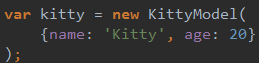 var kitty = new KittyModel(
    {name: 'Kitty', age: 20}
);